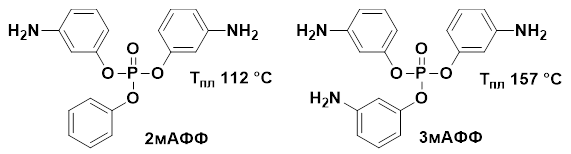 H₂N NH₂ H₂N NH₂
O O
O P O Tпл 112 °C O P O Tпл 157 °C
O H₂N O
2мАФФ 3мАФФ